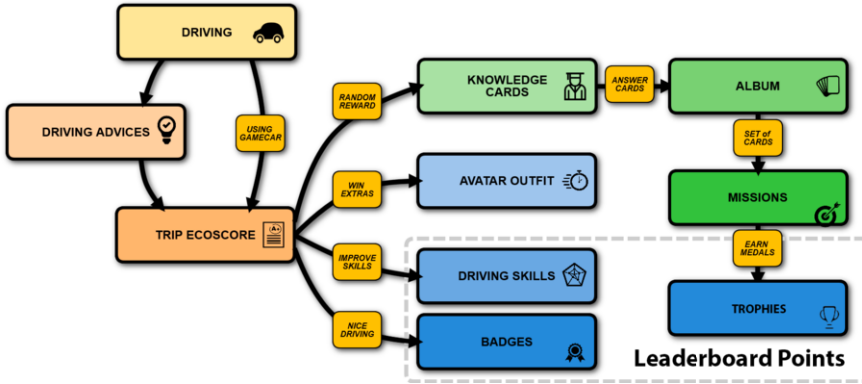 DRIVING
DRIVING ADVICES
USING
GAMECAR
TRIP ECOSCORE
A+
RANDOM
REWARD
WIN
EXTRAS
IMPROVE
SKILLS
NICE
DRIVING
KNOWLEDGE
CARDS
AVATAR OUTFIT
DRIVING SKILLS
BADGES
ANSWER
CARDS
ALBUM
SET of
CARDS
MISSIONS
EARN
MEDALS
TROPHIES
Leaderboard Points